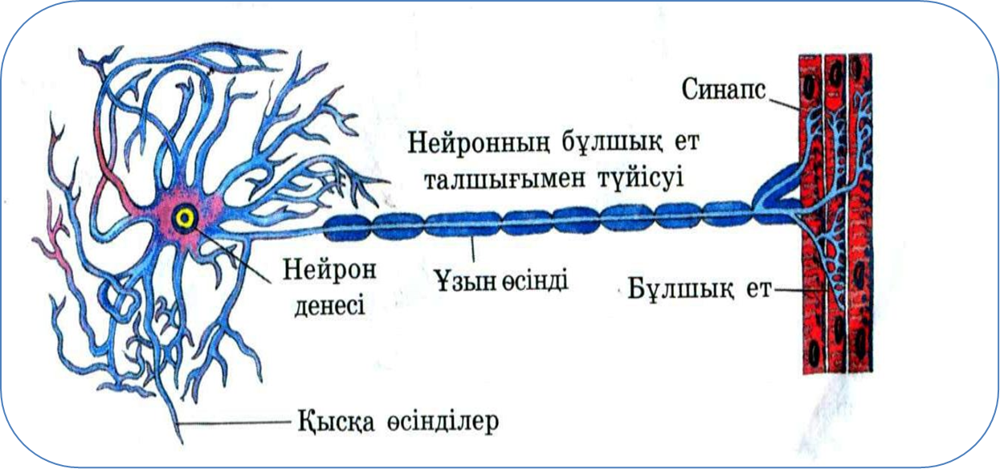 Синапс
Нейронның бұлшық ет
талшығымен түйісуі
Нейрон
денесі
Ұзын өсінді
Бұлшық ет
Қысқа өсінділер